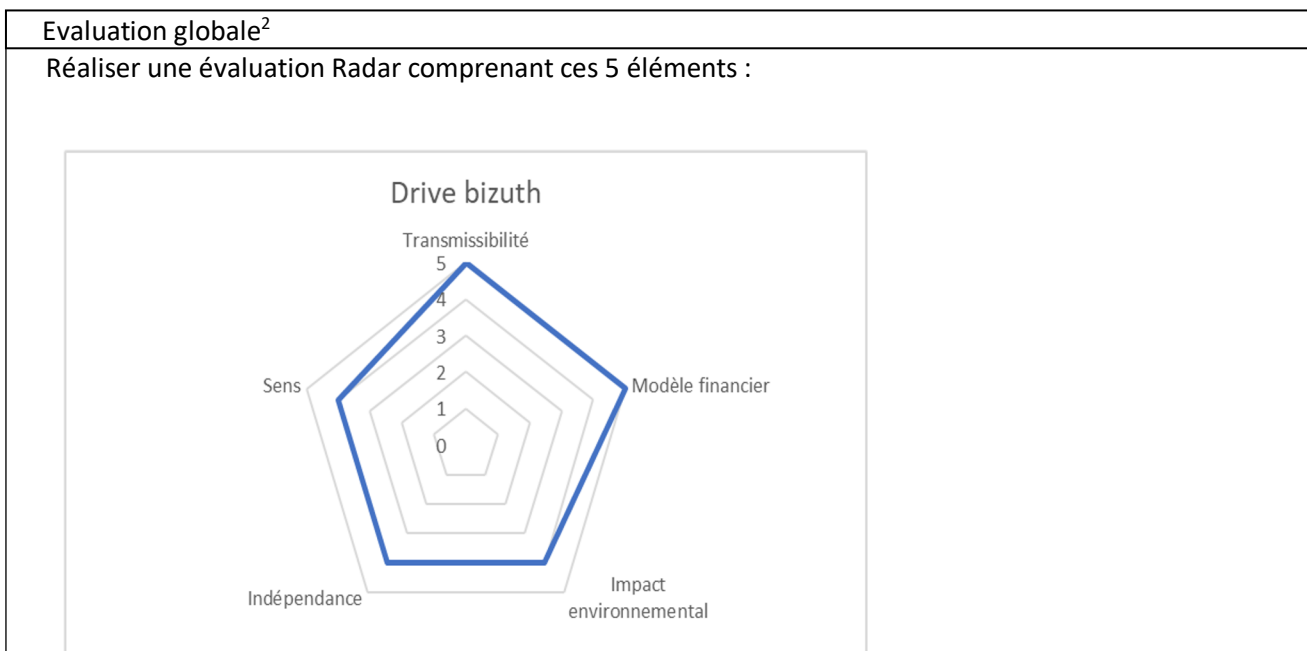 Evaluation globale²
Réaliser une évaluation Radar comprenant ces 5 éléments :
Drive bizuth
Transmissibilité
5
4
3
2
1
0
Sens
Modèle financier
Indépendance
Impact
environnemental